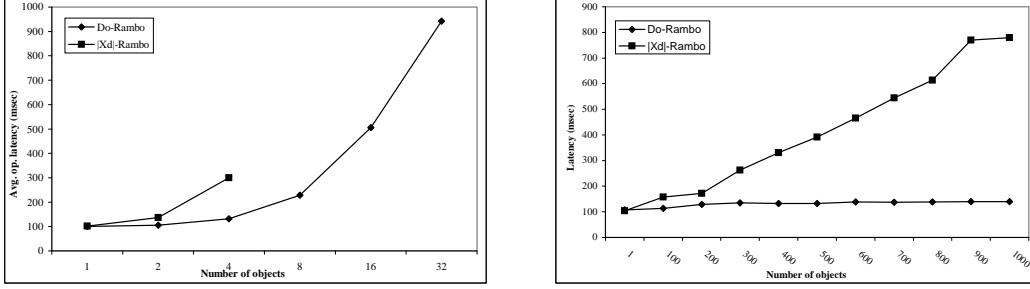 1000
900
800
700
600
500
400
300
200
100
0
Avg. op. latency (msec)
Do-Rambo
|Xd|-Rambo
1 2 4 8 16 32
Number of objects
900
800
700
600
500
400
300
200
100
0
Latency (msec)
Do-Rambo
|Xd|-Rambo
1 100 200 300 400 500 600 700 800 900 1000
Number of objects